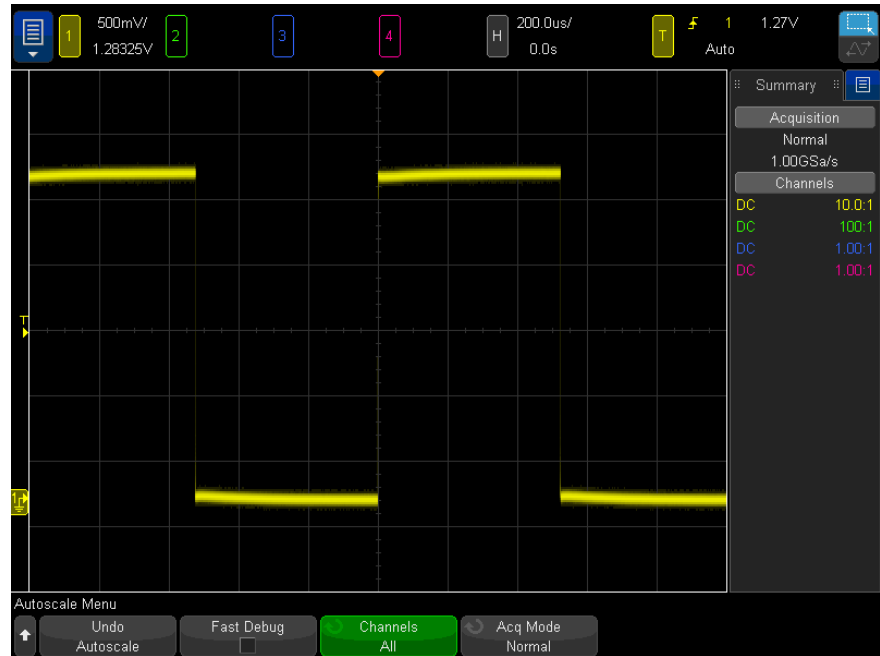 1 500mV/ 1.28325V
2
3
4
H 200.0us/ 0.0s
T 1 1.27V Auto
Summary
Acquisition
Normal
1.00GSa/s
Channels
DC 10.0:1
DC 100:1
DC 1.00:1
DC 1.00:1
T
1
Autoscale Menu
Undo Autoscale
Fast Debug
Channels All
Acq Mode Normal